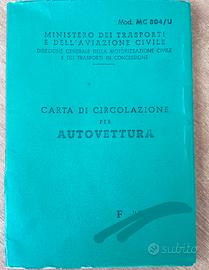 Mod. MC 804/U
MINISTERO DEI TRASPORTI
E DELL'AVIAZIONE CIVILE
DIREZIONE GENERALE DELLA MOTORIZZAZIONE CIVILE
E DEI TRASPORTI IN CONCESSIONE
CARTA DI CIRCOLAZIONE
PER
AUTOVETTURA
F
subito